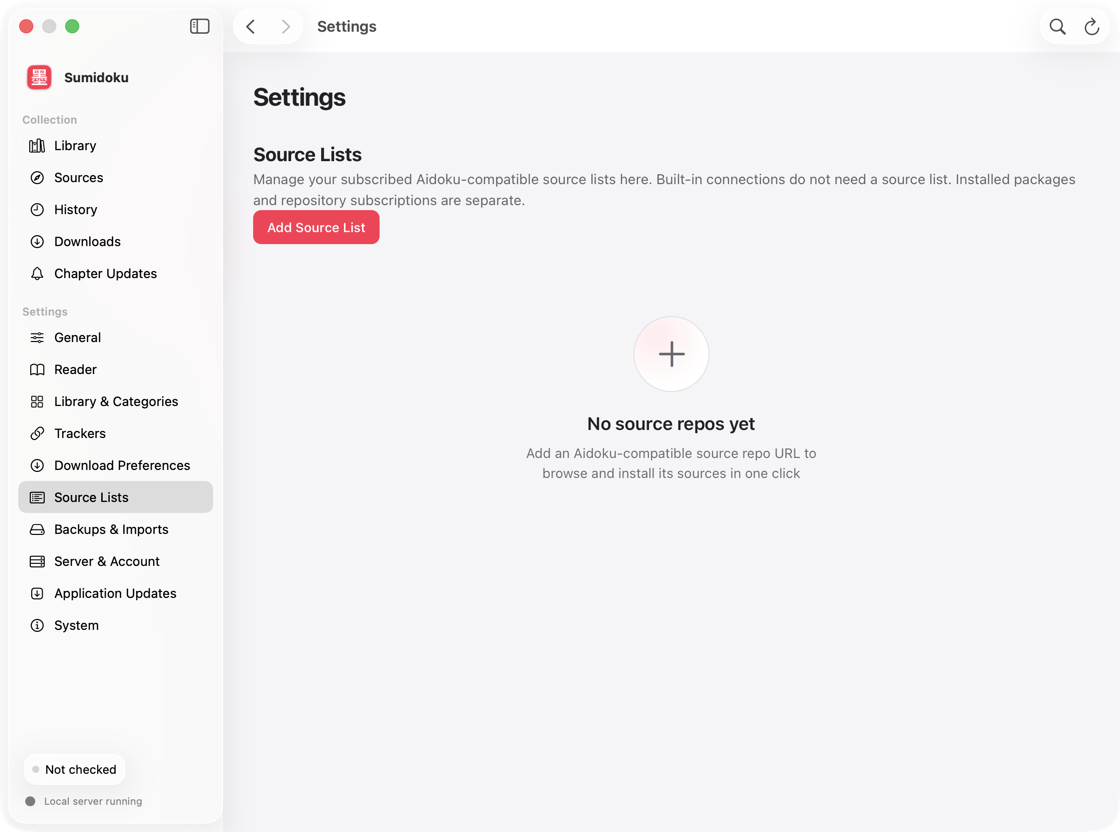 Settings
墨
Sumidoku
Collection
Library
Sources
History
Downloads
Chapter Updates
Settings
General
Reader
Library & Categories
Trackers
Download Preferences
Source Lists
Backups & Imports
Server & Account
Application Updates
System
Not checked
Local server running
Settings
Source Lists
Manage your subscribed Aidoku-compatible source lists here. Built-in connections do not need a source list. Installed packages
and repository subscriptions are separate.
Add Source List
No source repos yet
Add an Aidoku-compatible source repo URL to
browse and install its sources in one click